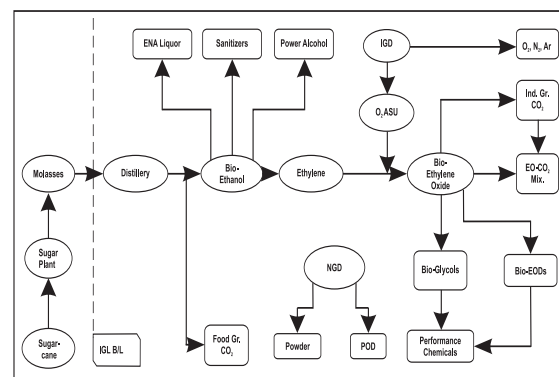 ENA Liquor
Sanitizers
Power Alcohol
IGD
O₂, N₂, Ar
O₂ ASU
Ind. Gr.
CO₂
Molasses
Distillery
Bio-
Ethanol
Ethylene
Bio-
Ethylene
Oxide
EO-CO₂
Mix.
Sugar
Plant
NGD
Bio-Glycols
Bio-EODs
Sugar-
cane
IGL B/L
Food Gr.
CO₂
Powder
POD
Performance
Chemicals